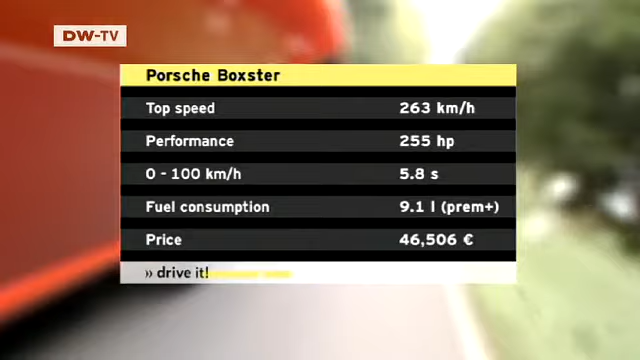 DW-TV
Porsche Boxster
Top speed 263 km/h
Performance 255 hp
0 - 100 km/h 5.8 s
Fuel consumption 9.1 l (prem+)
Price 46,506 €
» drive it!